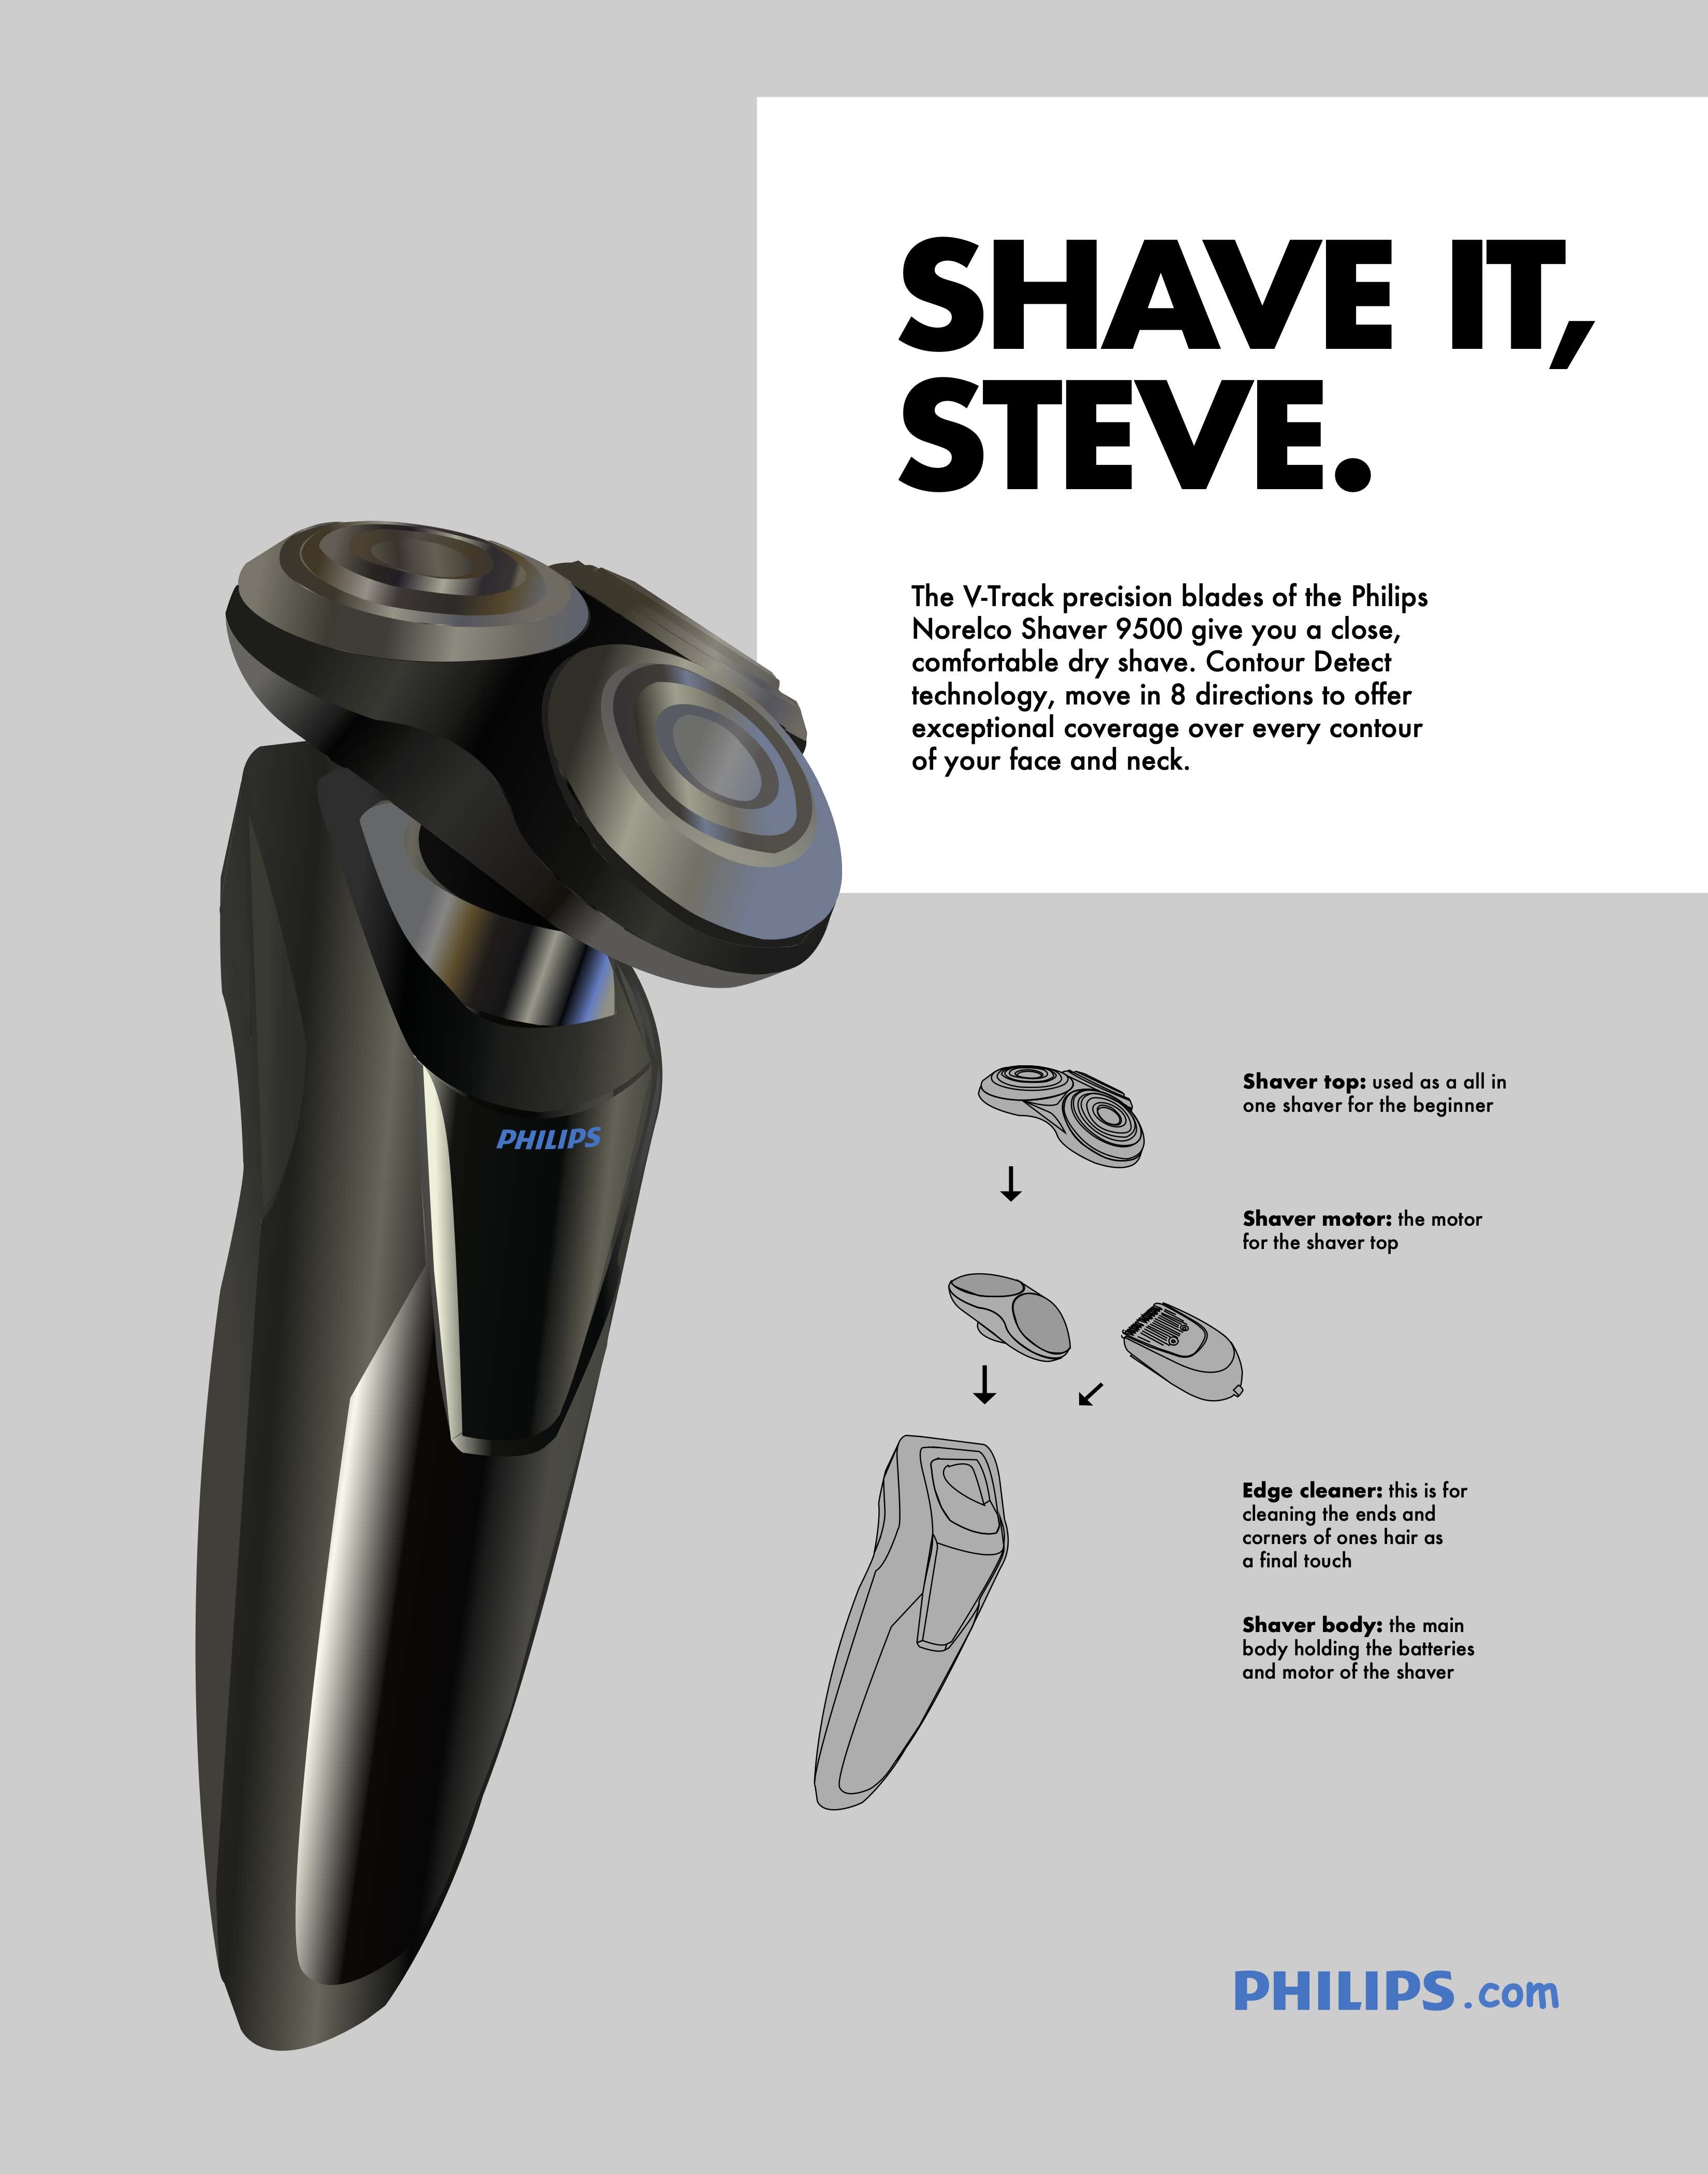 SHAVE IT,
STEVE.
The V-Track precision blades of the Philips
Norelco Shaver 9500 give you a close,
comfortable dry shave. Contour Detect
technology, move in 8 directions to offer
exceptional coverage over every contour
of your face and neck.
PHILIPS
Shaver top: used as a all in
one shaver for the beginner
Shaver motor: the motor
for the shaver top
Edge cleaner: this is for
cleaning the ends and
corners of ones hair as
a final touch
Shaver body: the main
body holding the batteries
and motor of the shaver
PHILIPS.com